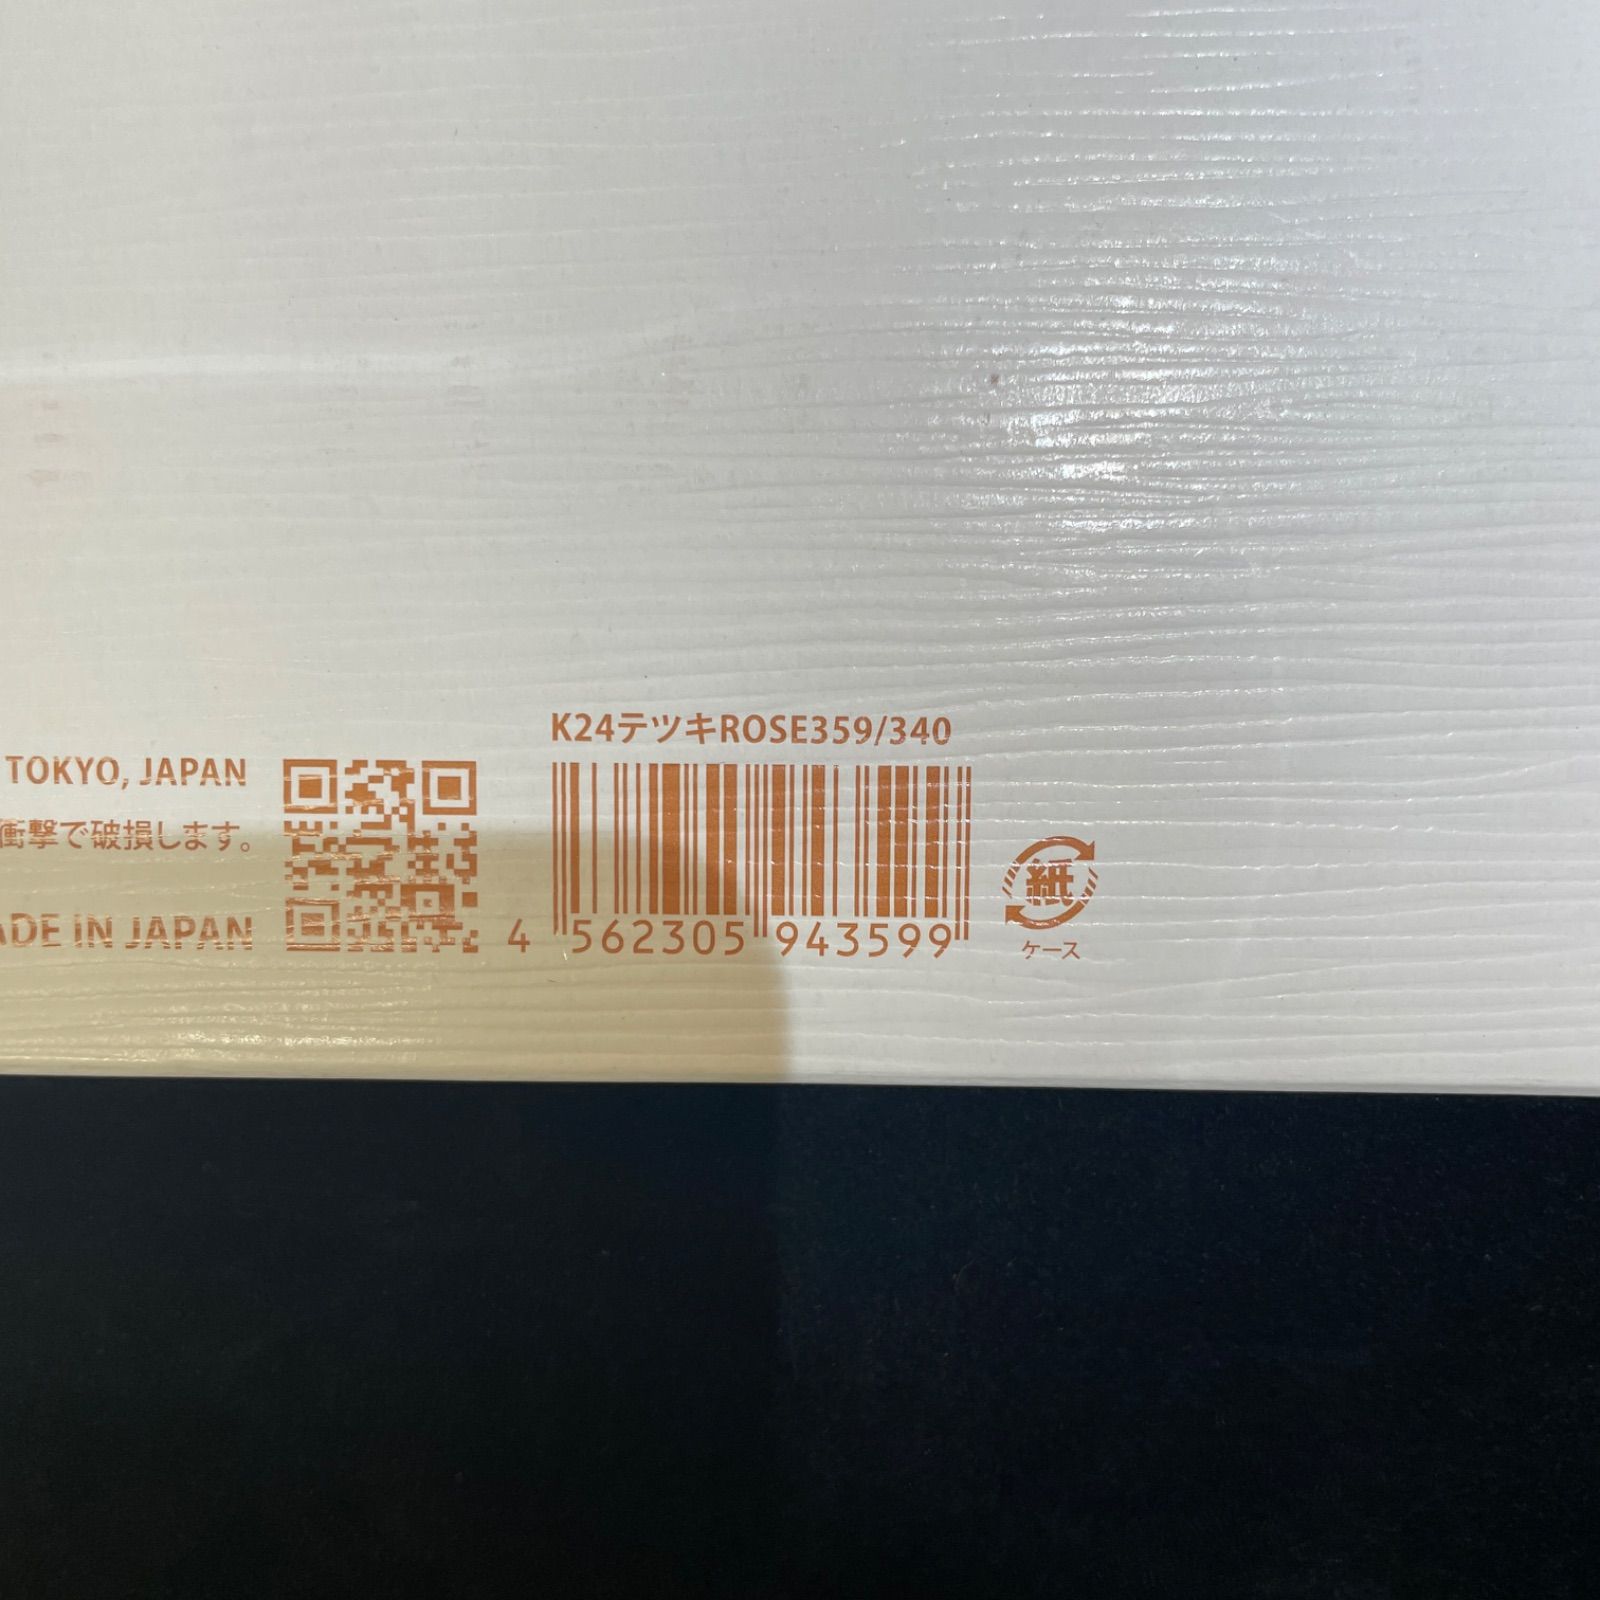 K24テツキROSE359/340
TOKYO, JAPAN
衝撃で破損します。
ADE IN JAPAN
4 562305 943599
紙
ケース